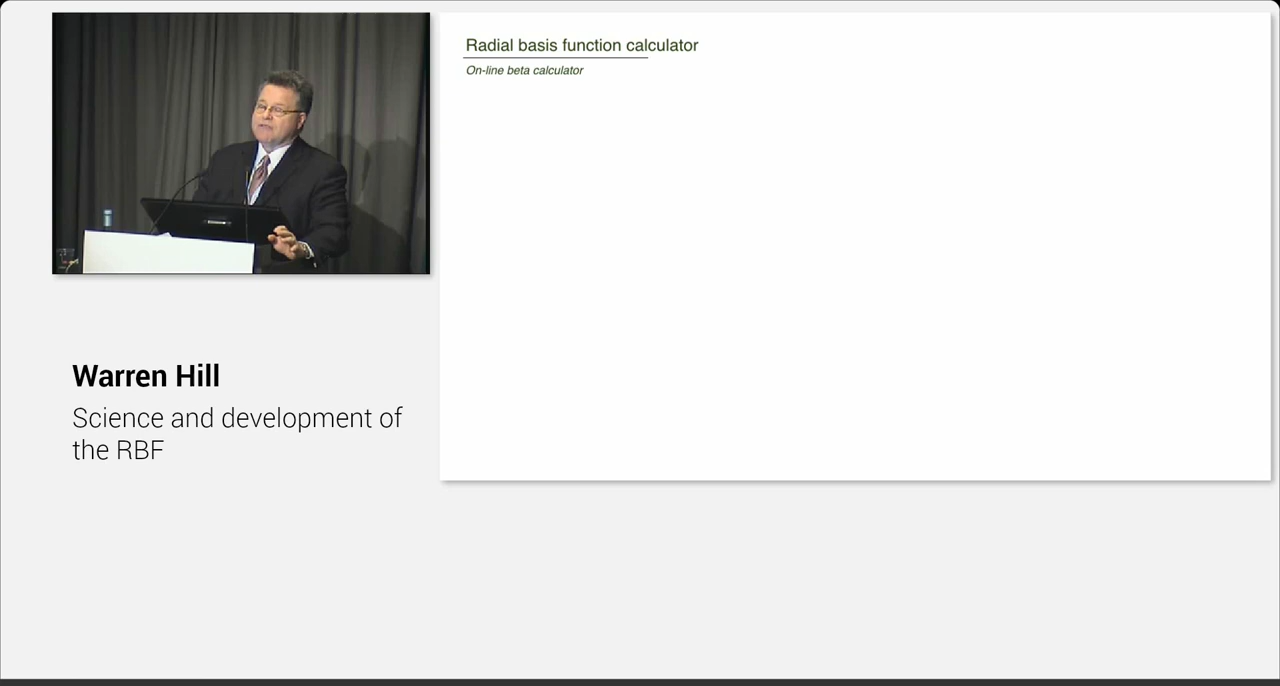 Radial basis function calculator
On-line beta calculator
Warren Hill
Science and development of
the RBF